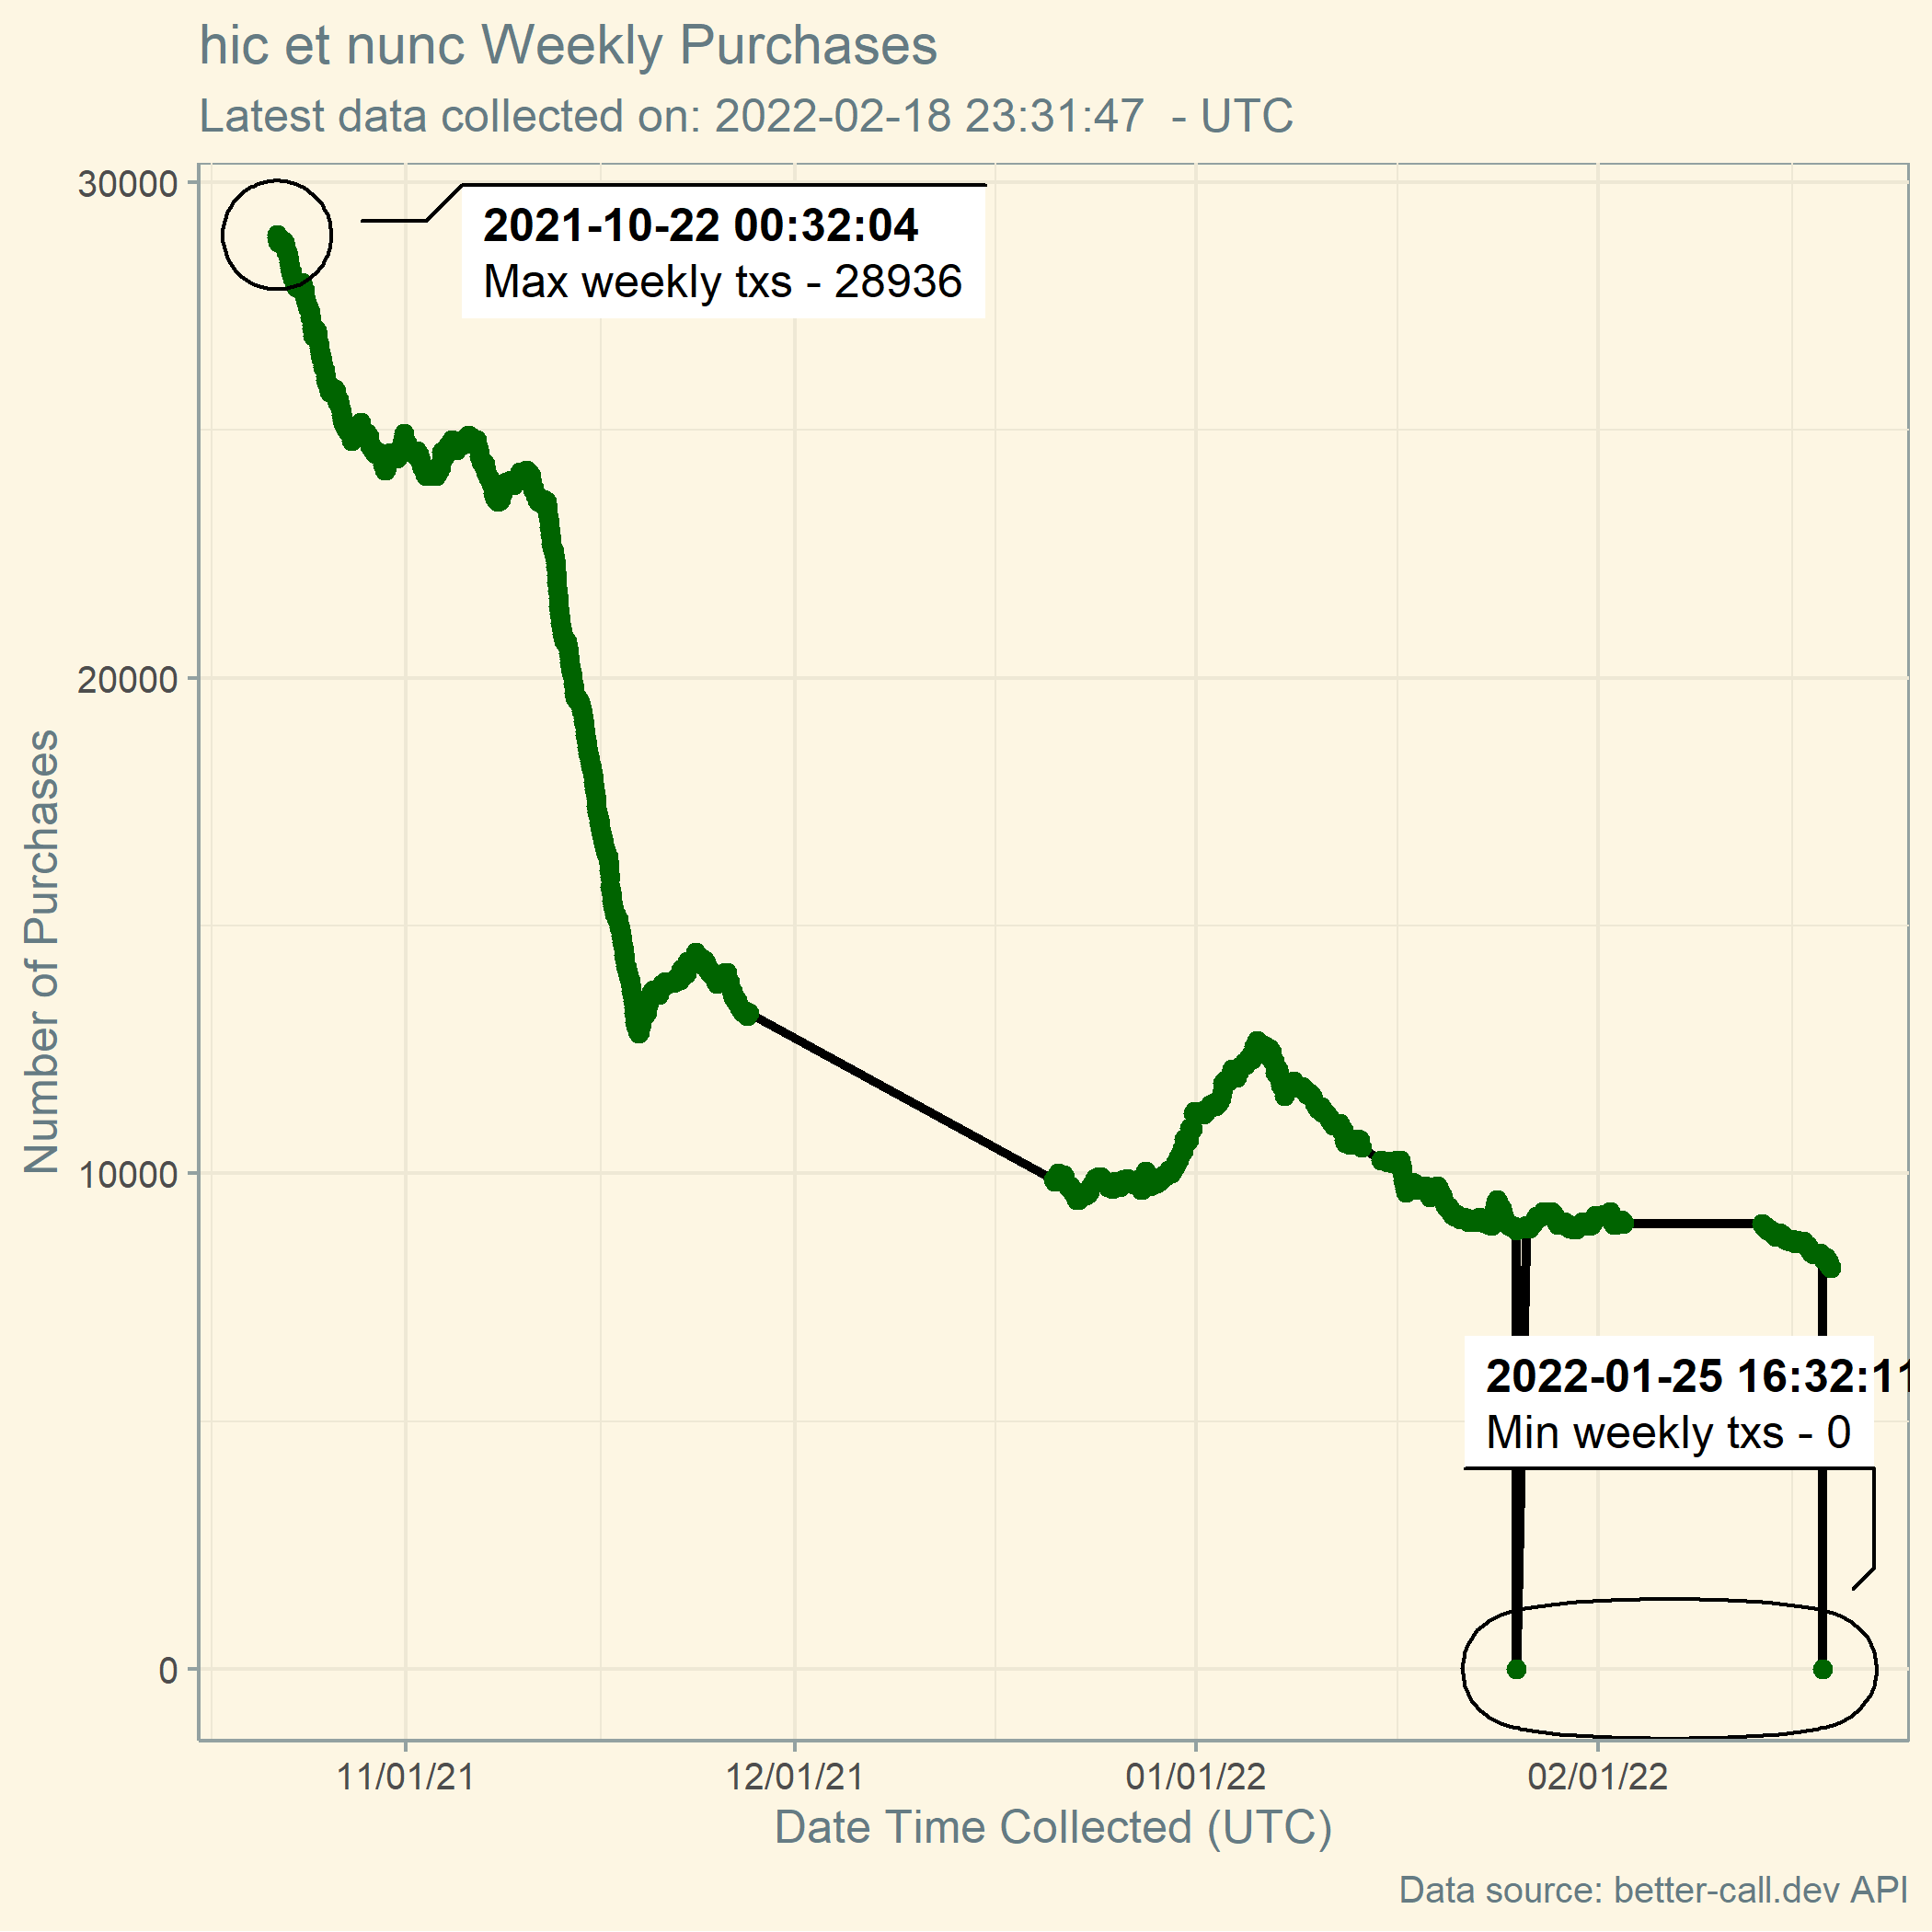 hic et nunc Weekly Purchases
Latest data collected on: 2022-02-18 23:31:47  - UTC
30000
2021-10-22 00:32:04
Max weekly txs - 28936
20000
Number of Purchases
10000
2022-01-25 16:32:11
Min weekly txs - 0
0
11/01/21
12/01/21
01/01/22
02/01/22
Date Time Collected (UTC)
Data source: better-call.dev API